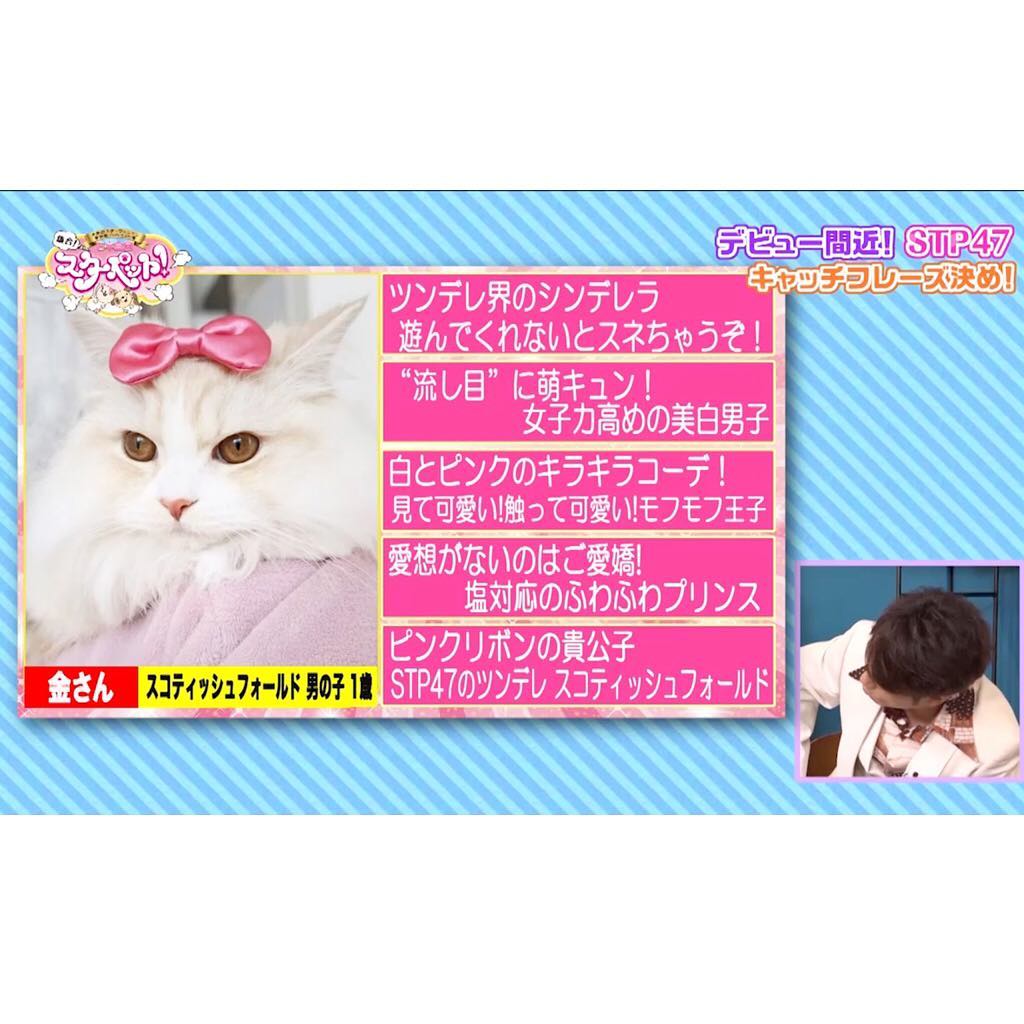 集合!
スターペット!
デビュー間近! STP47
キャッチフレーズ決め!
ツンデレ界のシンデレラ
遊んでくれないとスネちゃうぞ!
“流し目”に萌キュン!
女子力高めの美白男子
白とピンクのキラキラコーデ!
見て可愛い!触って可愛い!モフモフ王子
愛想がないのはご愛嬌!
塩対応のふわふわプリンス
ピンクリボンの貴公子
STP47のツンデレ スコティッシュフォールド
金さん
スコティッシュフォールド 男の子 1歳